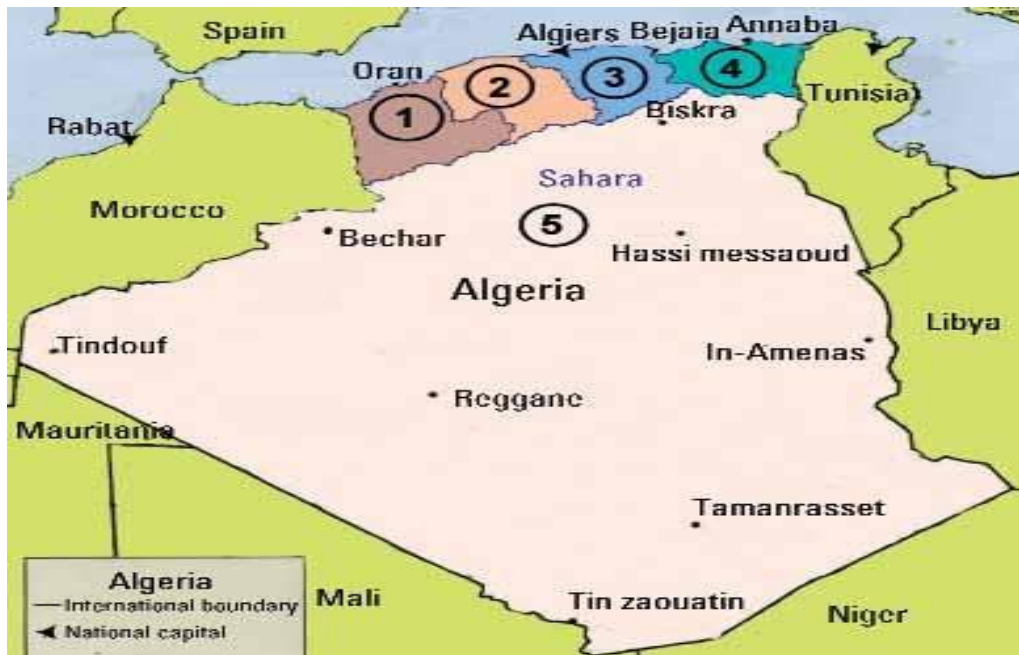 Spain
Algiers Bejaia Annaba
Oran
1
2
3
4
Tunisia
Rabat
Biskra
Sahara
Morocco
5
Bechar
Hassi messaoud
Algeria
Libya
Tindouf
In-Amenas
Reggane
Mauritania
Tamanrasset
Algeria
International boundary
National capital
Mali
Tin zaouatin
Niger